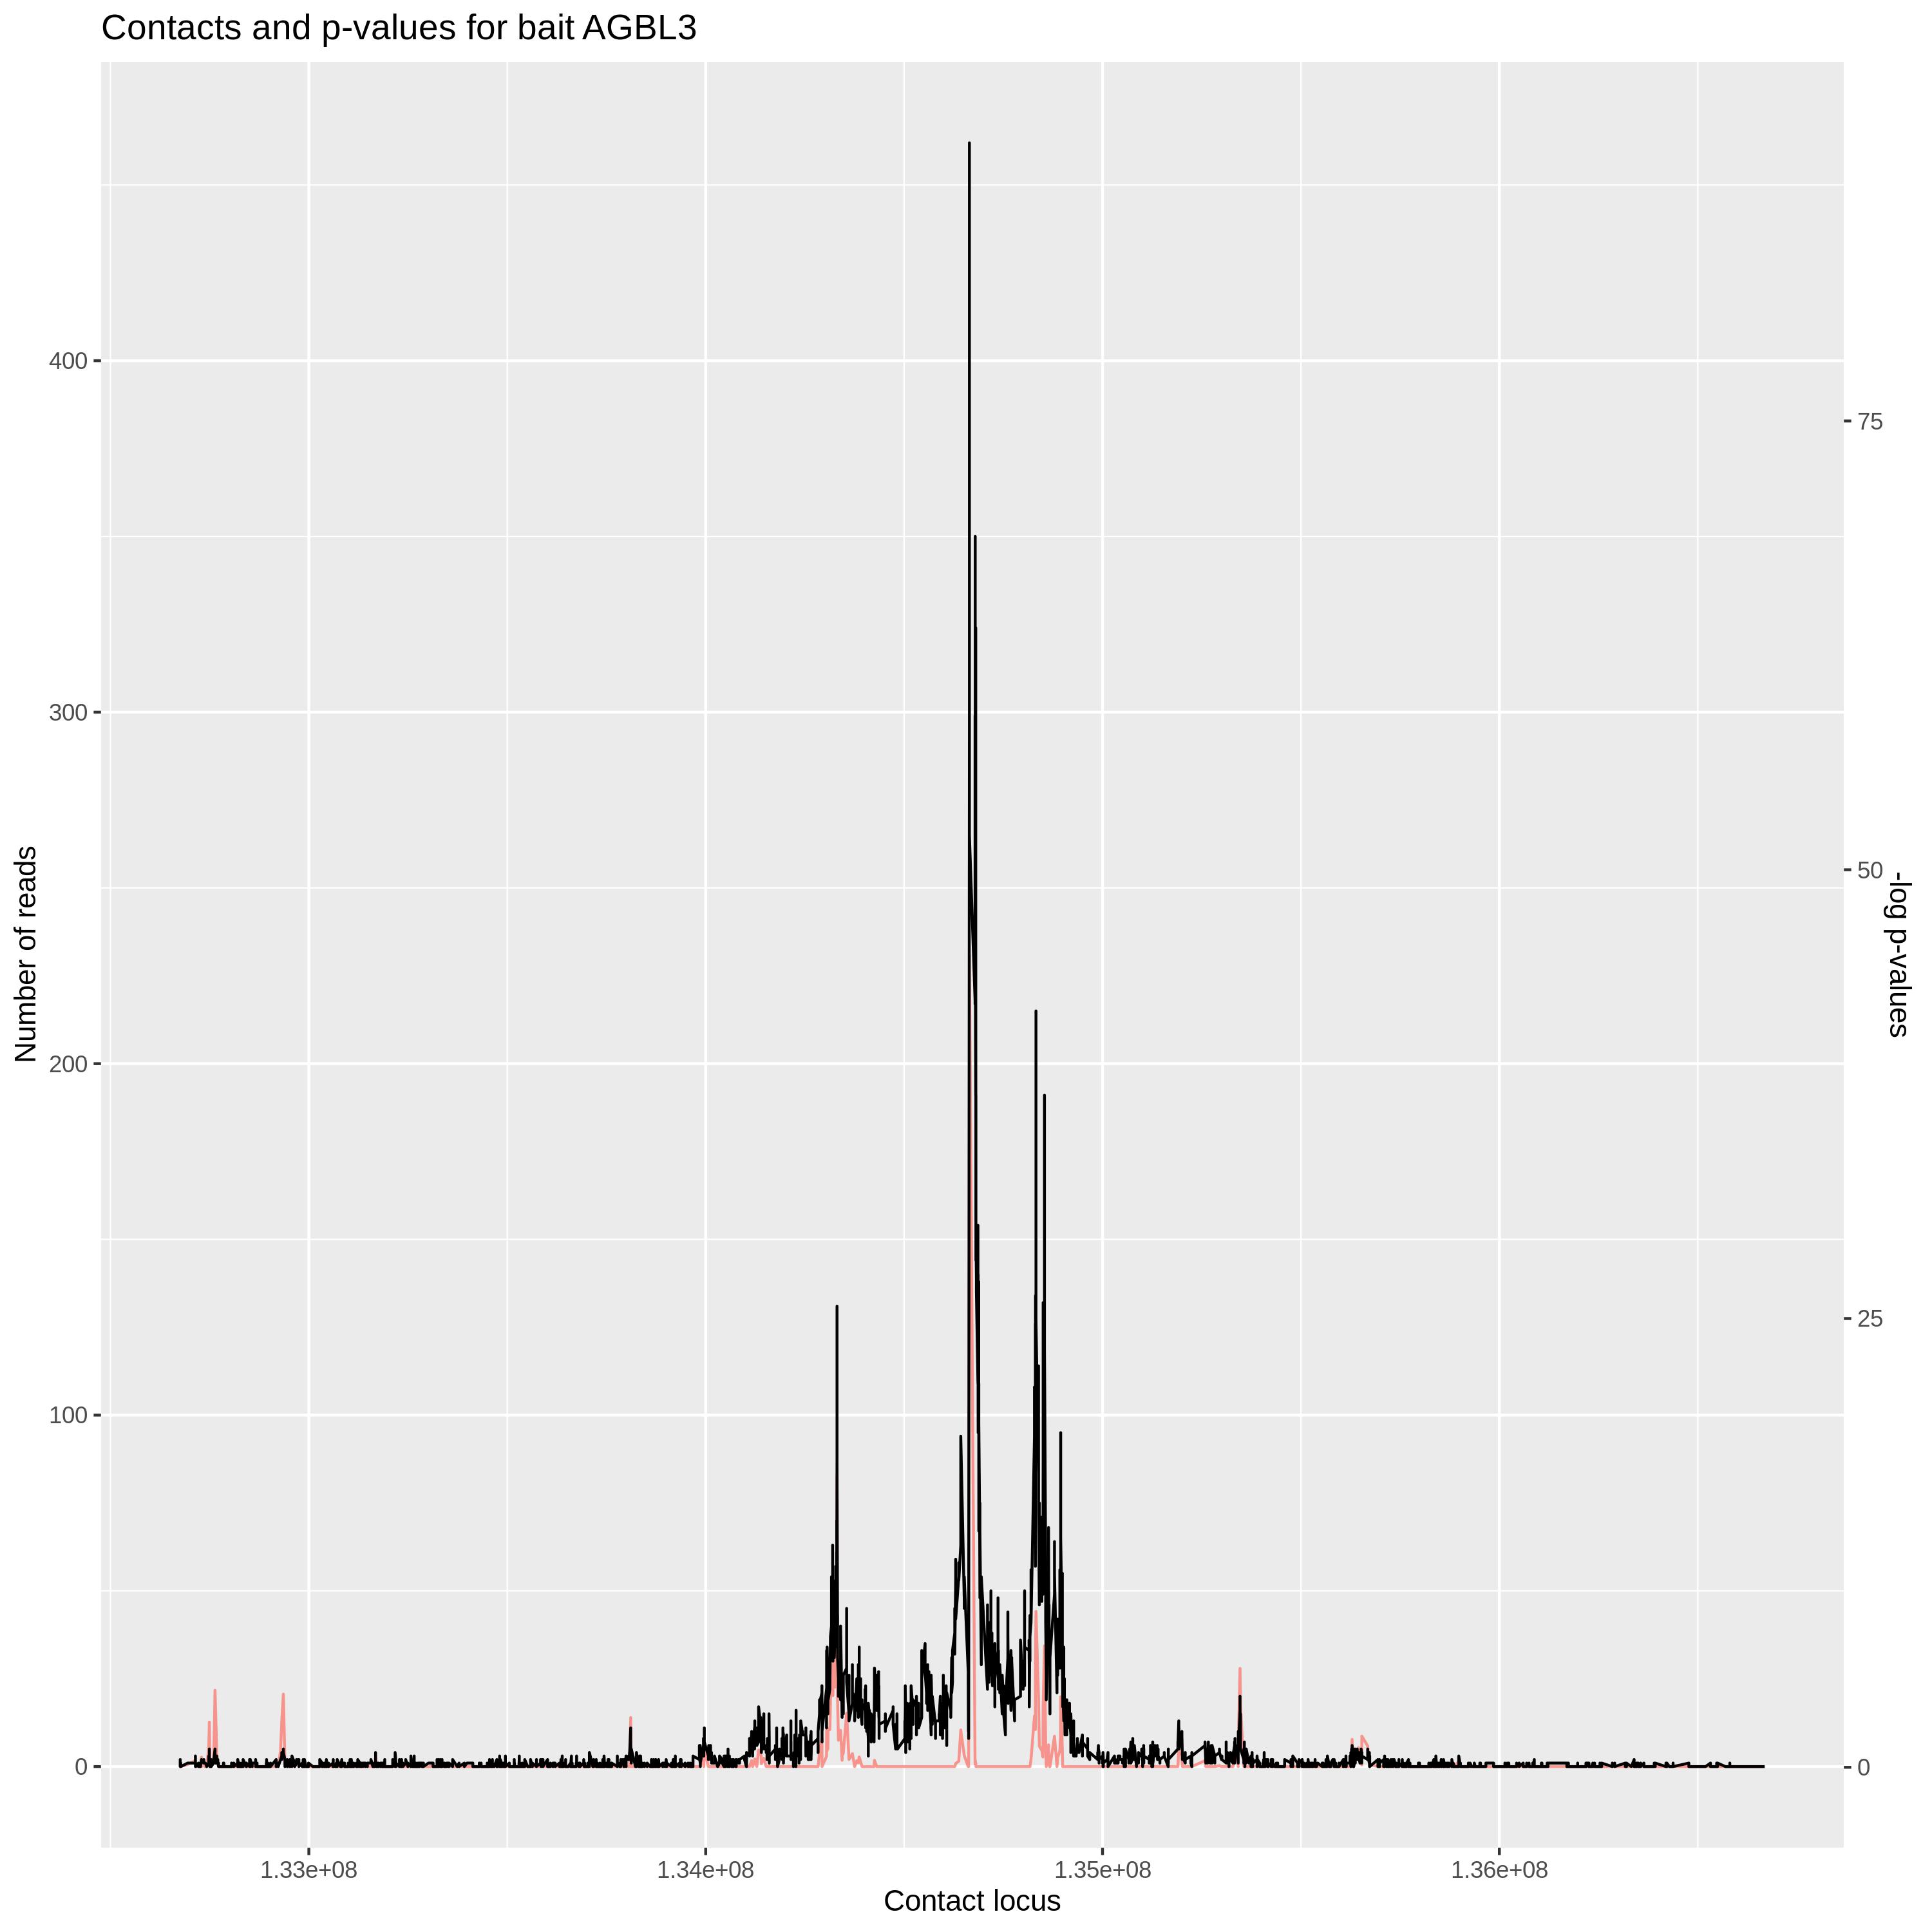 Contacts and p-values for bait AGBL3
400
300
200
100
0
Number of reads
75
50
25
0
-log p-values
1.33e+08
1.34e+08
1.35e+08
1.36e+08
Contact locus